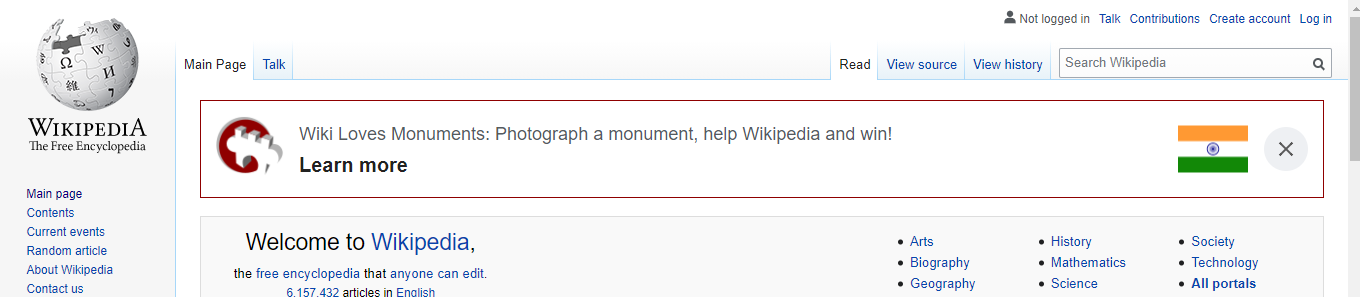 Not logged in Talk Contributions Create account Log in
Main Page Talk Read View source View history Search Wikipedia
Ω W И 維
WIKIPEDIA
The Free Encyclopedia
Wiki Loves Monuments: Photograph a monument, help Wikipedia and win!
Learn more
Main page
Contents
Current events
Random article
About Wikipedia
Contact us
Welcome to Wikipedia,
the free encyclopedia that anyone can edit.
6,157,432 articles in English
Arts
Biography
Geography
History
Mathematics
Science
Society
Technology
All portals